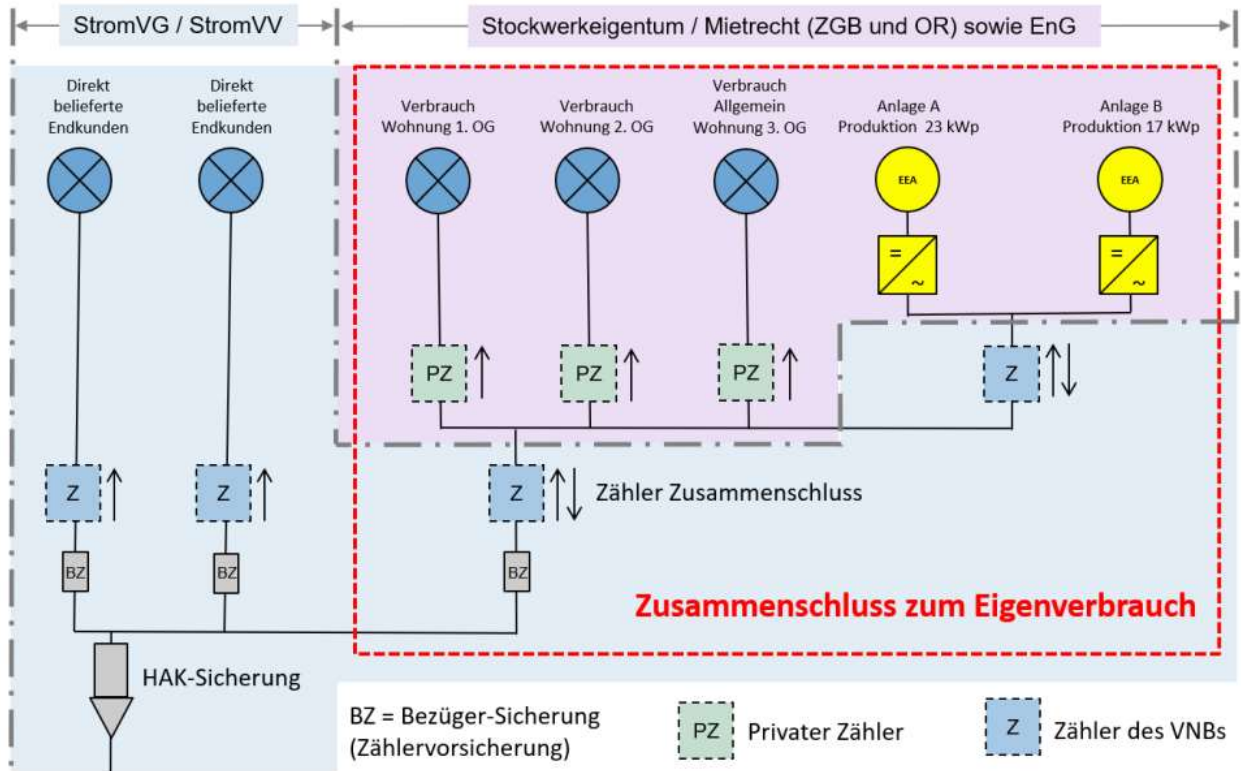 StromVG / StromVV
Stockwerkeigentum / Mietrecht (ZGB und OR) sowie EnG
Direkt
belieferte
Endkunden
Direkt
belieferte
Endkunden
Verbrauch
Wohnung 1. OG
Verbrauch
Wohnung 2. OG
Verbrauch
Allgemein
Wohnung 3. OG
Anlage A
Produktion 23 kWp
Anlage B
Produktion 17 kWp
EEA
EEA
=
~
=
~
PZ
PZ
PZ
Z
Z
Z
Z
Zähler Zusammenschluss
BZ
BZ
BZ
Zusammenschluss zum Eigenverbrauch
HAK-Sicherung
BZ = Bezüger-Sicherung
(Zählervorsicherung)
PZ
Privater Zähler
Z
Zähler des VNBs